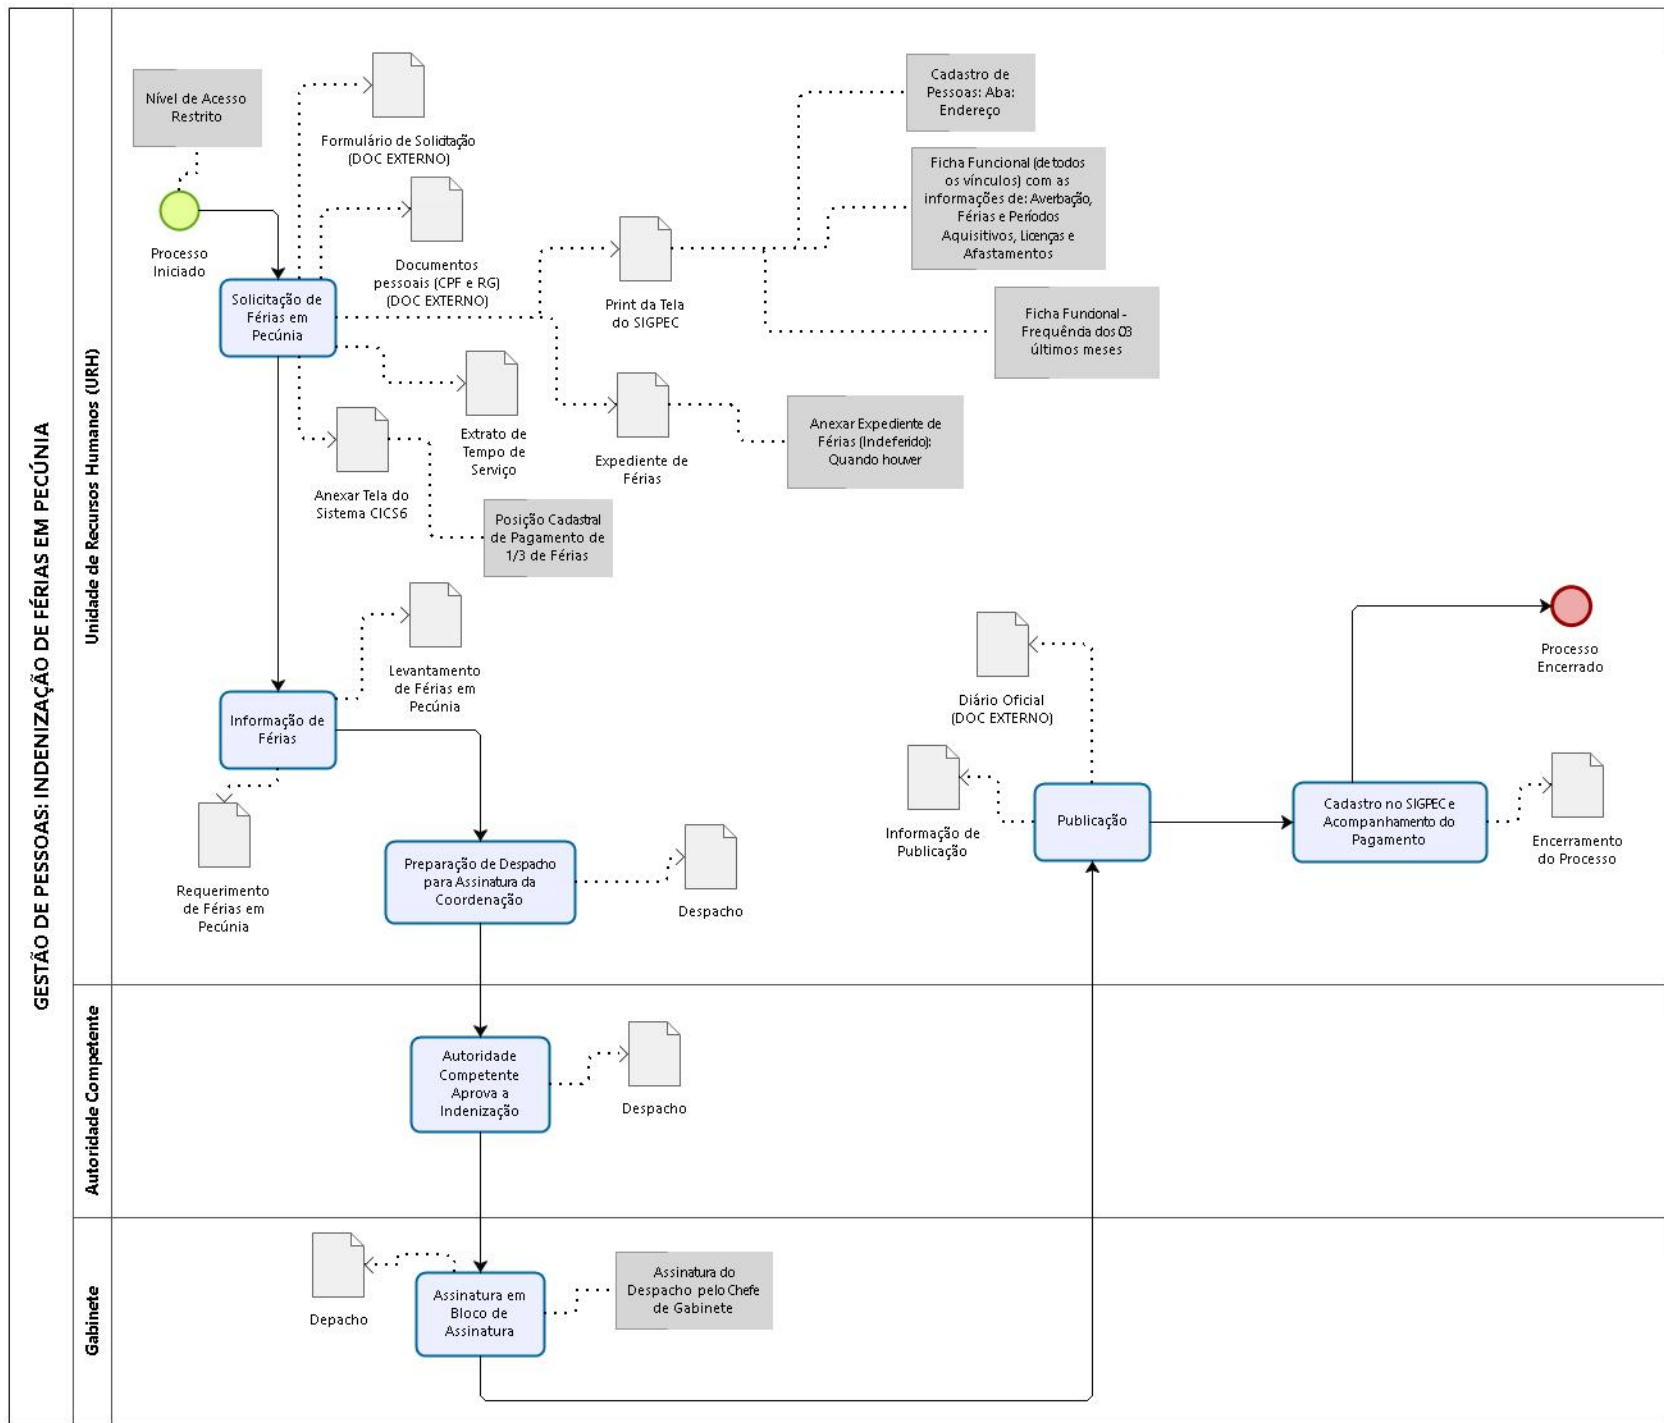 GESTÃO DE PESSOAS: INDENIZAÇÃO DE FÉRIAS EM PECÚNIA
Unidade de Recursos Humanos (URH)
Nível de Acesso
Restrito
Processo
Iniciado
Formulário de Solicitação
(DOC EXTERNO)
Documentos
pessoais (CPF e RG)
(DOC EXTERNO)
Solicitação de
Férias em
Pecúnia
Print da Tela
do SIGPEC
Cadastro de
Pessoas: Aba:
Endereço
Ficha Funcional (de todos
os vínculos) com as
informações de: Averbação,
Férias e Períodos
Aquisitivos, Licenças e
Afastamentos
Ficha Funcional -
Frequência dos 03
últimos meses
Extrato de
Tempo de
Serviço
Expediente de
Férias
Anexar Expediente de
Férias (Indeferido):
Quando houver
Anexar Tela do
Sistema CICS6
Posição Cadastral
de Pagamento de
1/3 de Férias
Levantamento
de Férias em
Pecúnia
Informação de
Férias
Requerimento
de Férias em
Pecúnia
Preparação de Despacho
para Assinatura da
Coordenação
Despacho
Diário Oficial
(DOC EXTERNO)
Informação de
Publicação
Publicação
Cadastro no SIGPEC e
Acompanhamento do
Pagamento
Processo
Encerrado
Encerramento
do Processo
Autoridade Competente
Autoridade
Competente
Aprova a
Indenização
Despacho
Gabinete
Depacho
Assinatura em
Bloco de
Assinatura
Assinatura do
Despacho pelo Chefe
de Gabinete